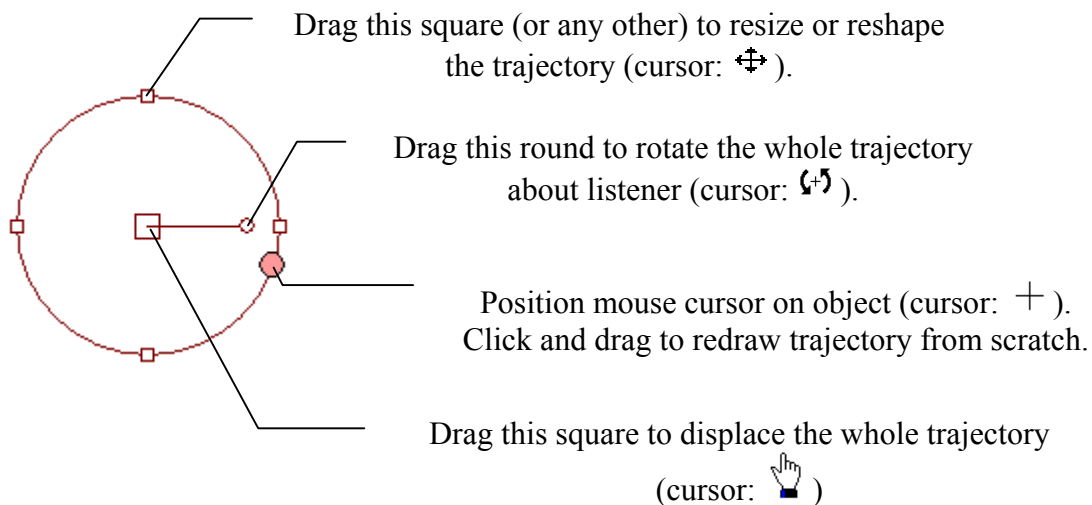 Drag this square (or any other) to resize or reshape
the trajectory (cursor: ).
Drag this round to rotate the whole trajectory
about listener (cursor: ).
Position mouse cursor on object (cursor: ).
Click and drag to redraw trajectory from scratch.
Drag this square to displace the whole trajectory
(cursor: )